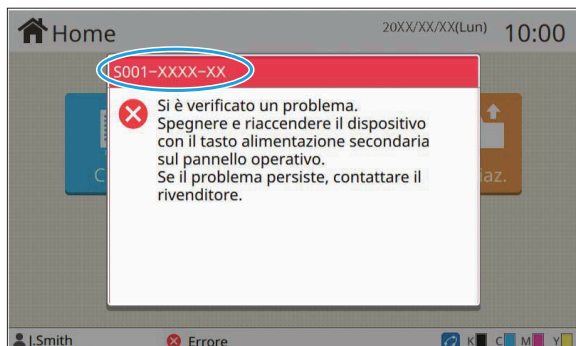 Home
20XX/XX/XX(Lun) 10:00
S001-XXXX-XX
Si è verificato un problema.
Spegnere e riaccendere il dispositivo
con il tasto alimentazione secondaria
sul pannello operativo.
Se il problema persiste, contattare il
rivenditore.
C
az.
J.Smith
Errore
K C M Y